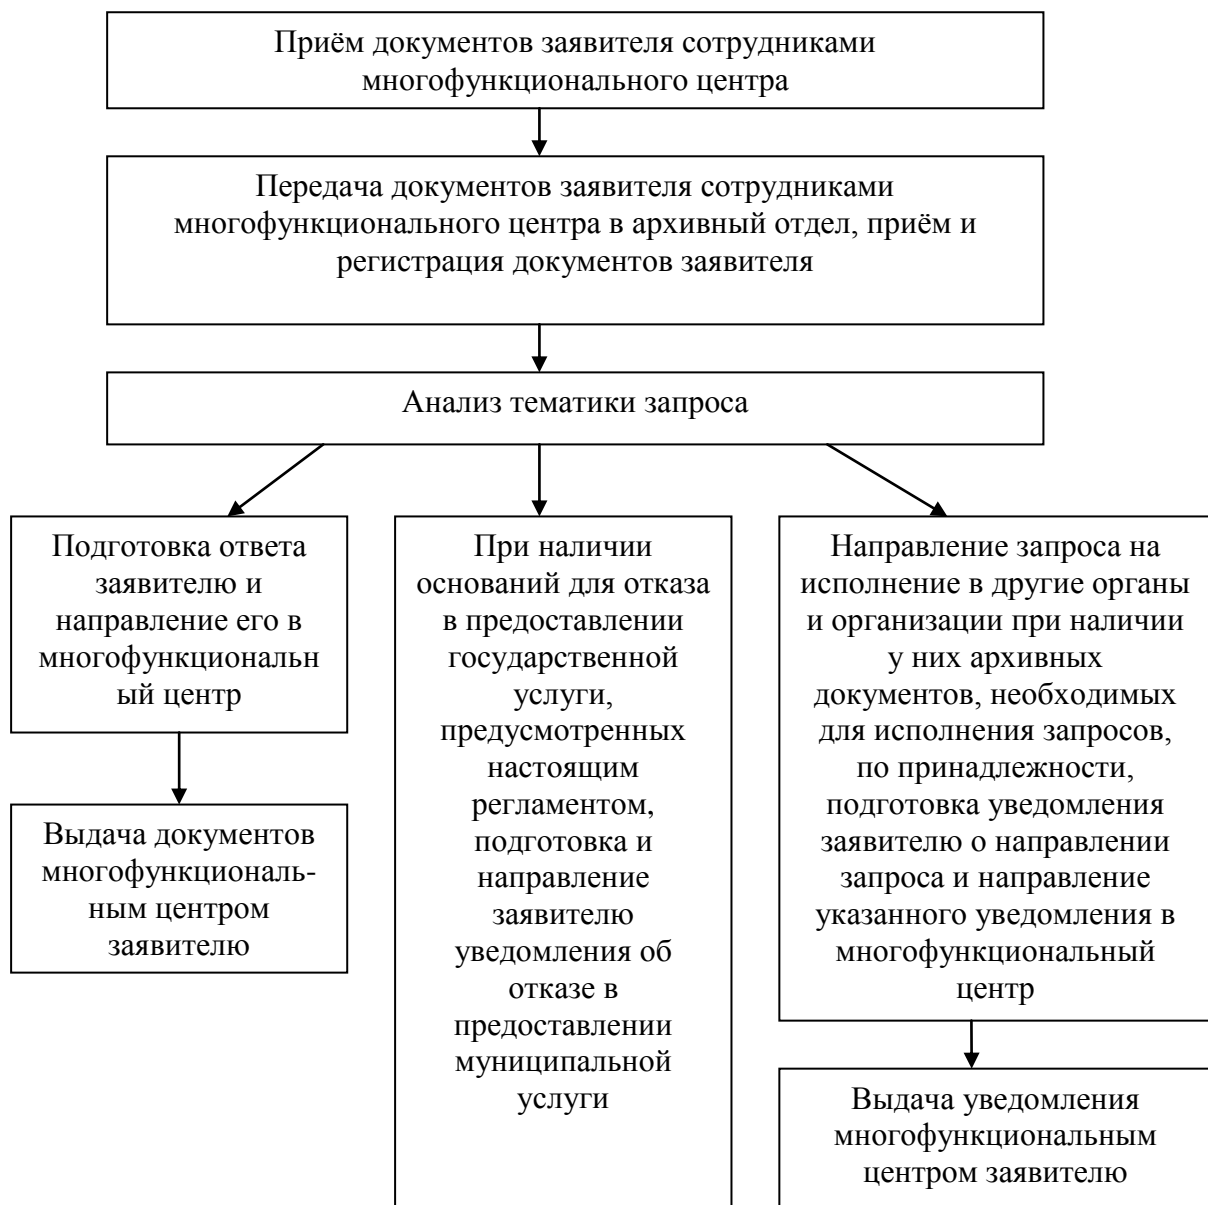 Приём документов заявителя сотрудниками
многофункционального центра
Передача документов заявителя сотрудниками
многофункционального центра в архивный отдел, приём и
регистрация документов заявителя
Анализ тематики запроса
Подготовка ответа
заявителю и
направление его в
многофункциональн
ый центр
Выдача документов
многофункциональ-
ным центром
заявителю
При наличии
оснований для отказа
в предоставлении
государственной
услуги,
предусмотренных
настоящим
регламентом,
подготовка и
направление
заявителю
уведомления об
отказе в
предоставлении
муниципальной
услуги
Направление запроса на
исполнение в другие органы
и организации при наличии
у них архивных
документов, необходимых
для исполнения запросов,
по принадлежности,
подготовка уведомления
заявителю о направлении
запроса и направление
указанного уведомления в
многофункциональный
центр
Выдача уведомления
многофункциональным
центром заявителю